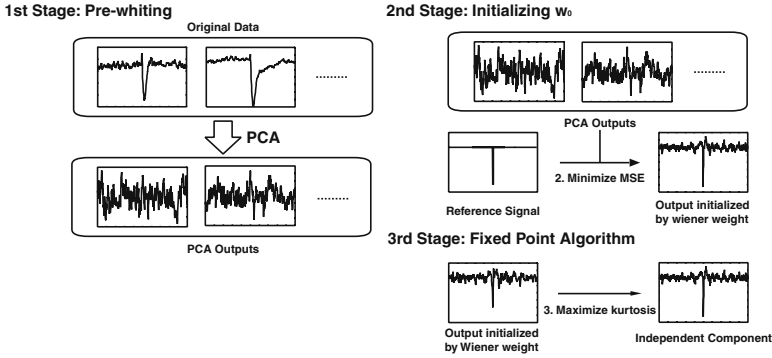 1st Stage: Pre-whiting
Original Data
.........
PCA
.........
PCA Outputs
2nd Stage: Initializing w₀
.........
PCA Outputs
2. Minimize MSE
Reference Signal
Output initialized
by wiener weight
3rd Stage: Fixed Point Algorithm
3. Maximize kurtosis
Output initialized
by Wiener weight
Independent Component